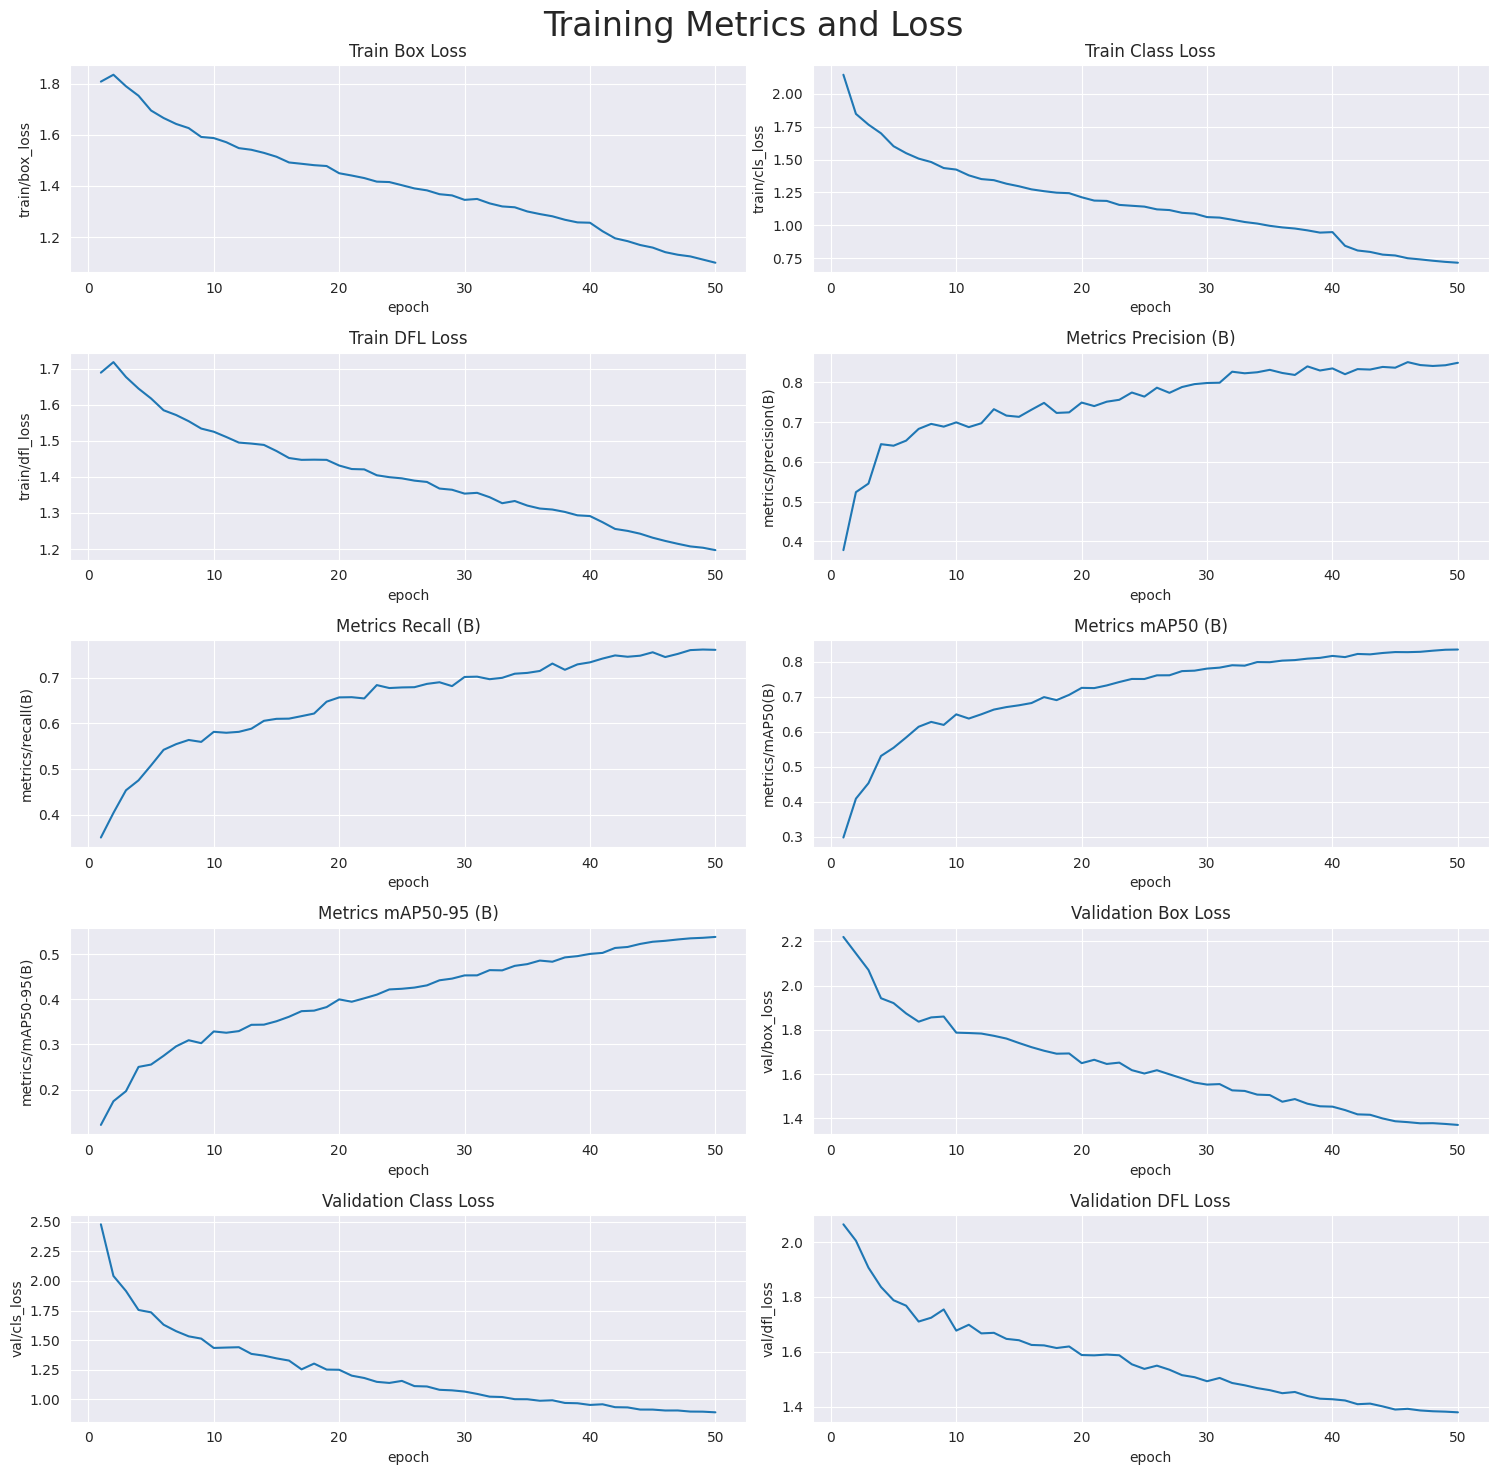 Training Metrics and Loss
Train Box Loss
train/box_loss
1.8
1.6
1.4
1.2
0 10 20 30 40 50
epoch
Train Class Loss
train/cls_loss
2.00
1.75
1.50
1.25
1.00
0.75
0 10 20 30 40 50
epoch
Train DFL Loss
train/dfl_loss
1.7
1.6
1.5
1.4
1.3
1.2
0 10 20 30 40 50
epoch
Metrics Precision (B)
metrics/precision(B)
0.8
0.7
0.6
0.5
0.4
0 10 20 30 40 50
epoch
Metrics Recall (B)
metrics/recall(B)
0.7
0.6
0.5
0.4
0 10 20 30 40 50
epoch
Metrics mAP50 (B)
metrics/mAP50(B)
0.8
0.7
0.6
0.5
0.4
0.3
0 10 20 30 40 50
epoch
Metrics mAP50-95 (B)
metrics/mAP50-95(B)
0.5
0.4
0.3
0.2
0 10 20 30 40 50
epoch
Validation Box Loss
val/box_loss
2.2
2.0
1.8
1.6
1.4
0 10 20 30 40 50
epoch
Validation Class Loss
val/cls_loss
2.50
2.25
2.00
1.75
1.50
1.25
1.00
0 10 20 30 40 50
epoch
Validation DFL Loss
val/dfl_loss
2.0
1.8
1.6
1.4
0 10 20 30 40 50
epoch